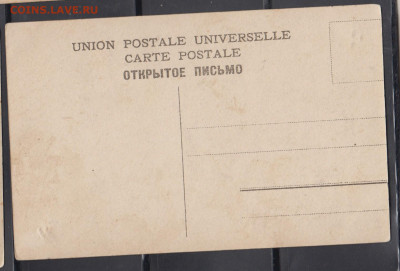 COINS.LAVE.RU
UNION POSTALE UNIVERSELLE
CARTE POSTALE
ОТКРЫТОЕ ПИСЬМО